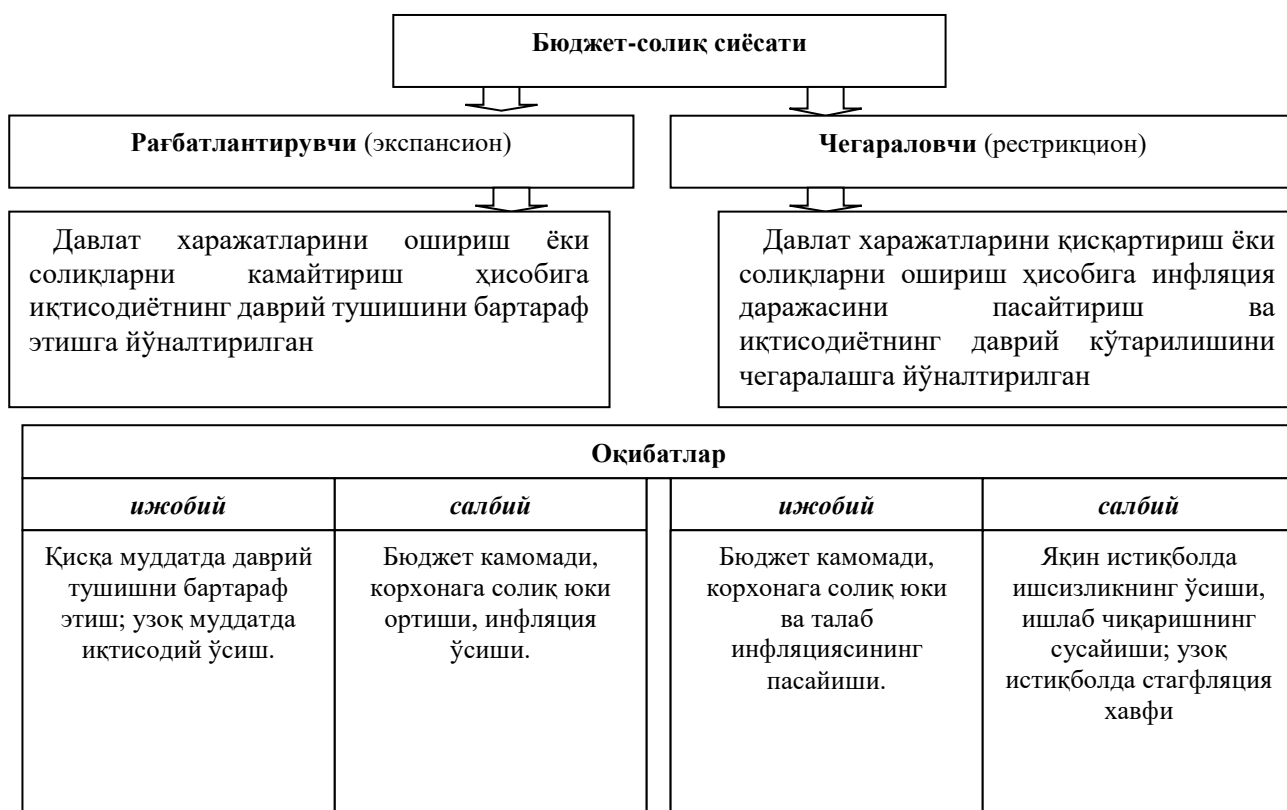 Бюджет-солиқ сиёсати
Рағбатлантирувчи (экспансион)
Чегараловчи (рестрикцион)
Давлат харажатларини ошириш ёки
солиқларни камайтириш ҳисобига
иқтисодиётнинг даврий тушишини бартараф
этишга йўналтирилган
Давлат харажатларини қисқартириш ёки
солиқларни ошириш ҳисобига инфляция
даражасини пасайтириш ва
иқтисодиётнинг даврий кўтарилишини
чегаралашга йўналтирилган
Оқибатлар
ижобий
салбий
ижобий
салбий
Қисқа муддатда даврий
тушишни бартараф
этиш; узоқ муддатда
иқтисодий ўсиш.
Бюджет камомади,
корхонага солиқ юки
ортиши, инфляция
ўсиши.
Бюджет камомади,
корхонага солиқ юки
ва талаб
инфляциясининг
пасайиши.
Яқин истиқболда
ишсизликнинг ўсиши,
ишлаб чиқаришнинг
сусайиши; узоқ
истиқболда стагфляция
хавфи